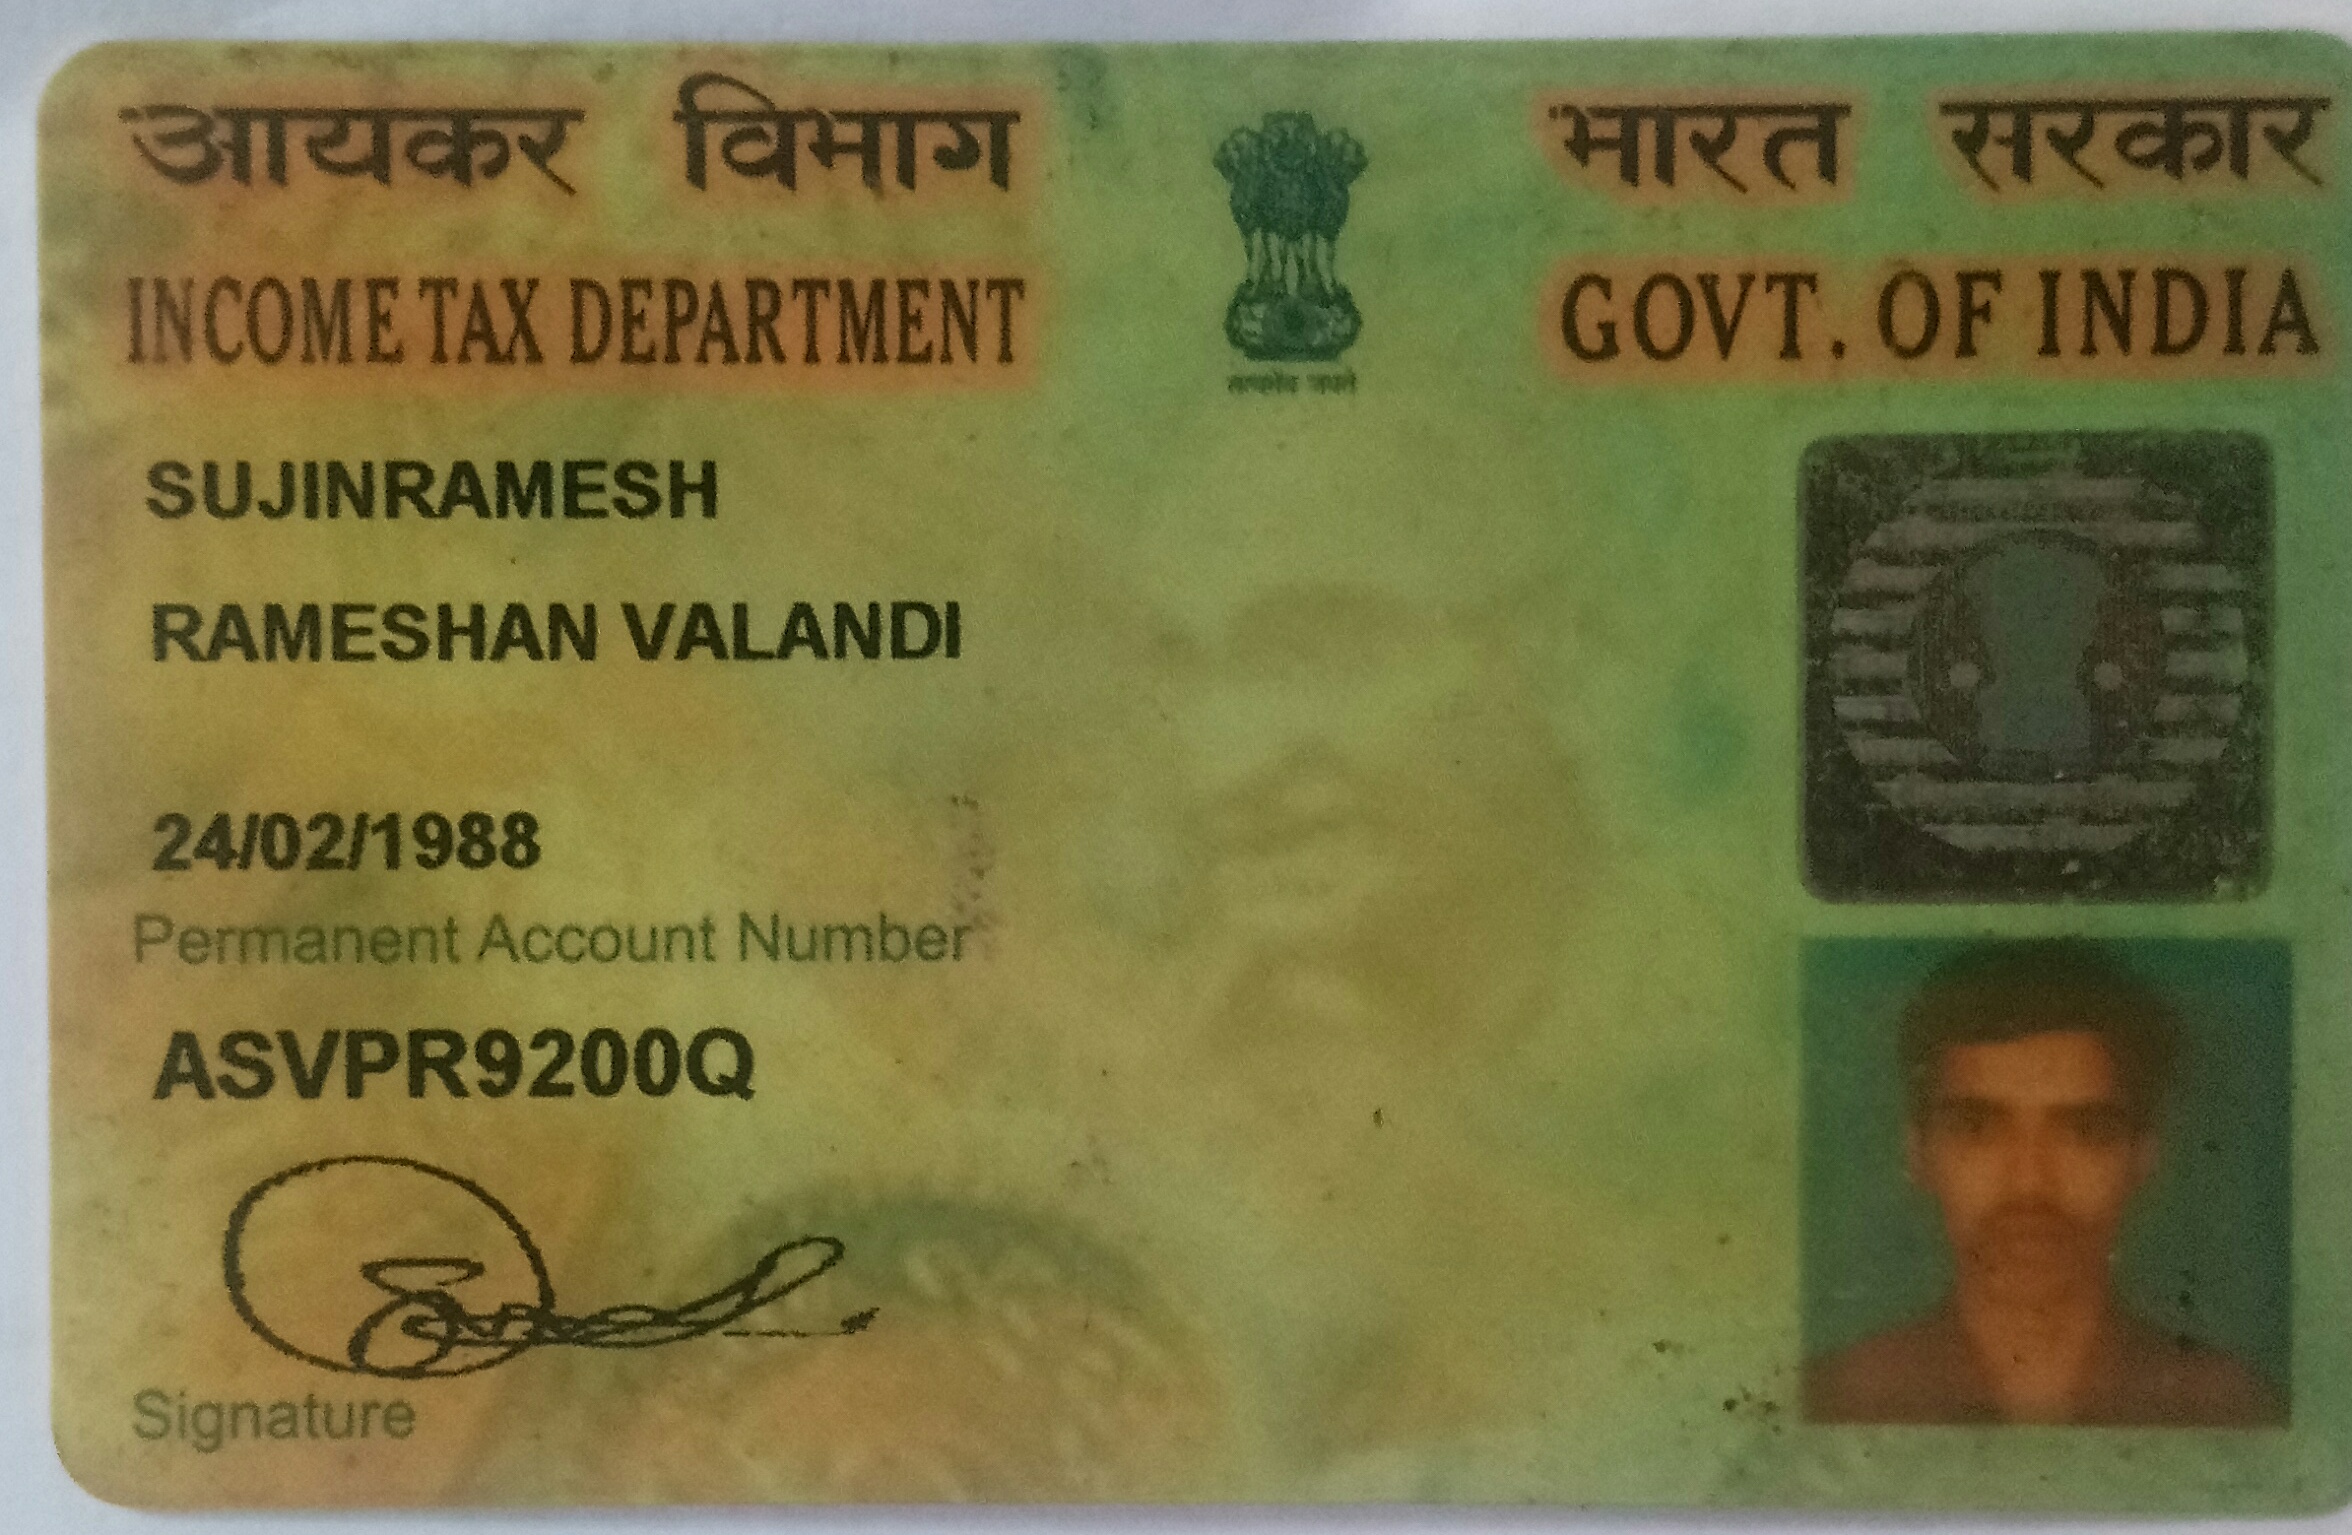 आयकर विभाग
INCOME TAX DEPARTMENT
भारत सरकार
GOVT. OF INDIA
सत्यमेव जयते
SUJINRAMESH
RAMESHAN VALANDI
24/02/1988
Permanent Account Number
ASVPR9200Q
Signature